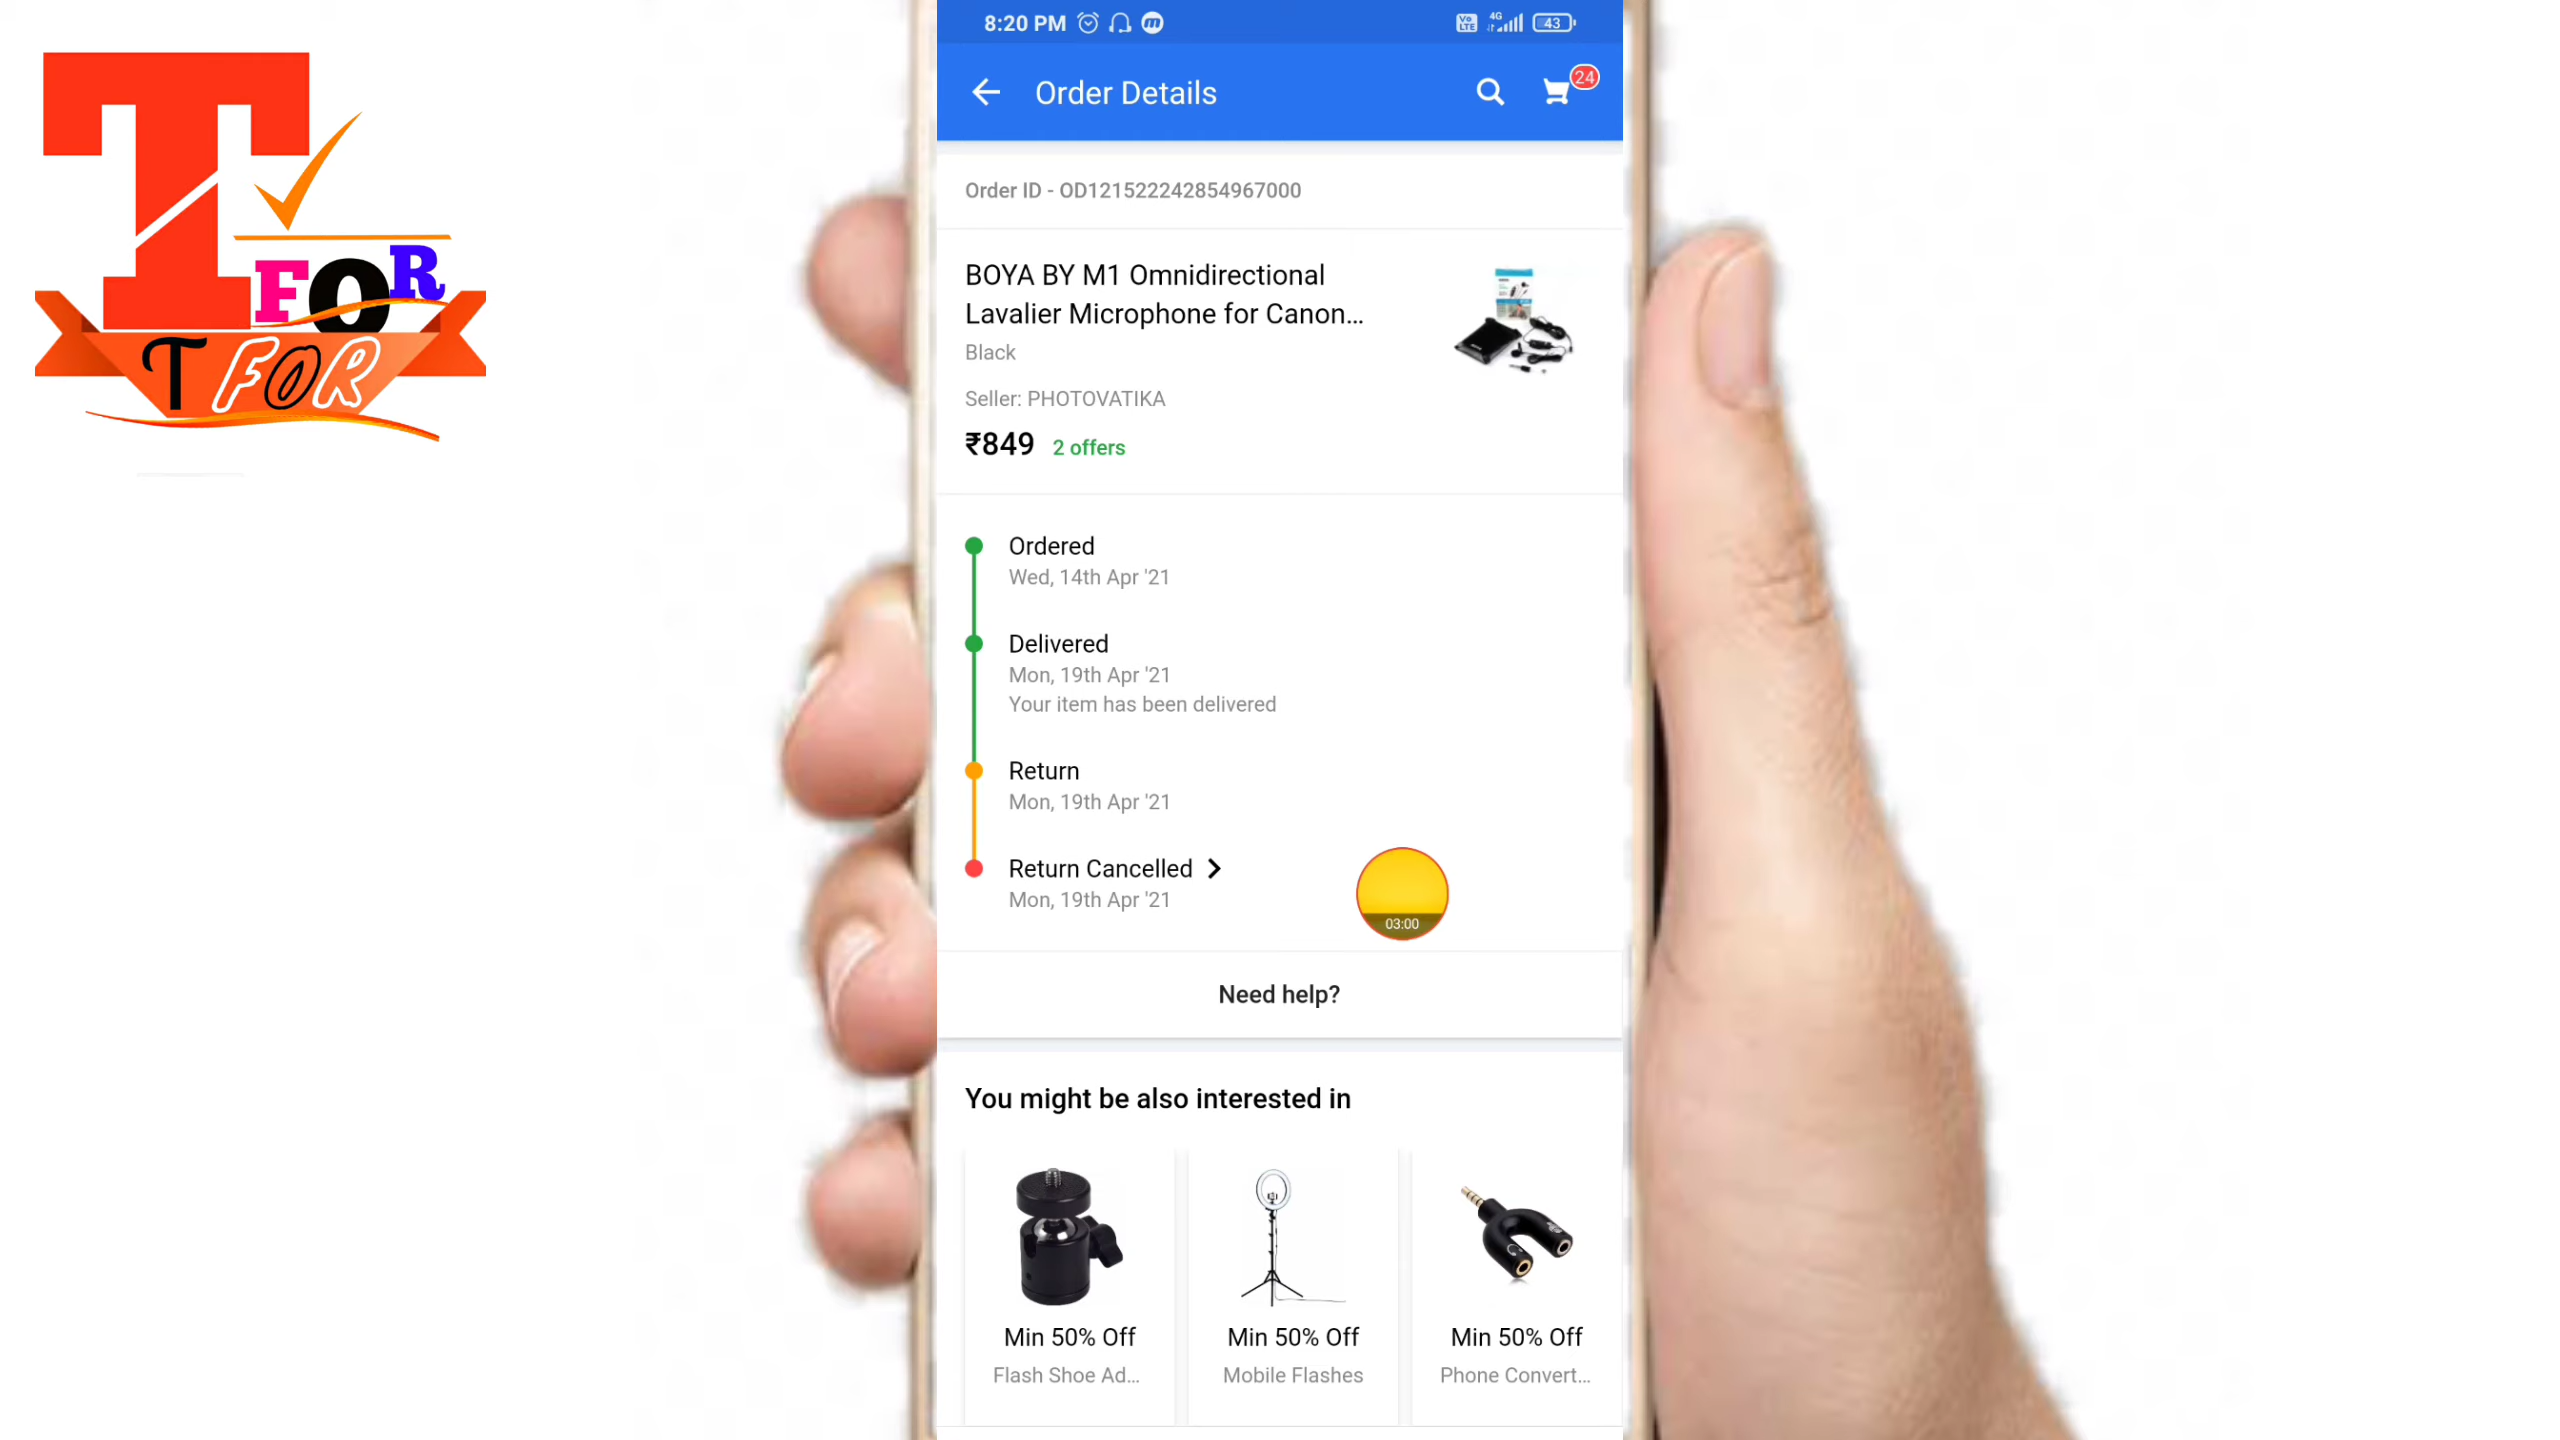 T
FOR
T FOR
8:20 PM
Vo LTE 4G 43
Order Details
24
Order ID - OD121522242854967000
BOYA BY M1 Omnidirectional
Lavalier Microphone for Canon...
Black
Seller: PHOTOVATIKA
₹849 2 offers
Ordered
Wed, 14th Apr '21
Delivered
Mon, 19th Apr '21
Your item has been delivered
Return
Mon, 19th Apr '21
Return Cancelled
Mon, 19th Apr '21
03:00
Need help?
You might be also interested in
Min 50% Off
Flash Shoe Ad...
Min 50% Off
Mobile Flashes
Min 50% Off
Phone Convert...